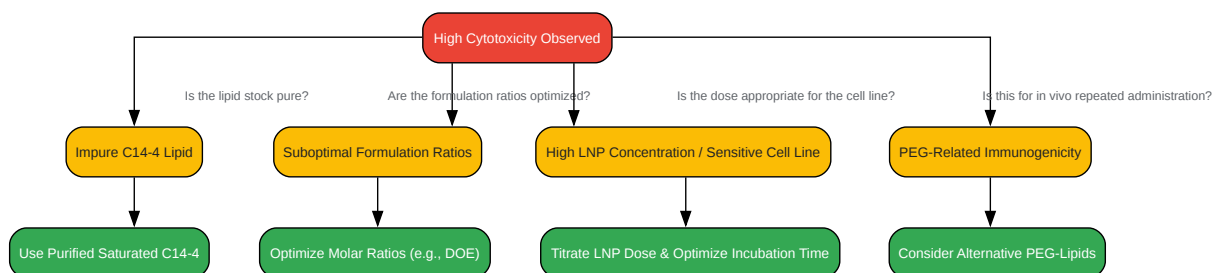 High Cytotoxicity Observed
Is the lipid stock pure?
Are the formulation ratios optimized?
Is the dose appropriate for the cell line?
Is this for in vivo repeated administration?
Impure C14-4 Lipid
Suboptimal Formulation Ratios
High LNP Concentration / Sensitive Cell Line
PEG-Related Immunogenicity
Use Purified Saturated C14-4
Optimize Molar Ratios (e.g., DOE)
Titrate LNP Dose & Optimize Incubation Time
Consider Alternative PEG-Lipids